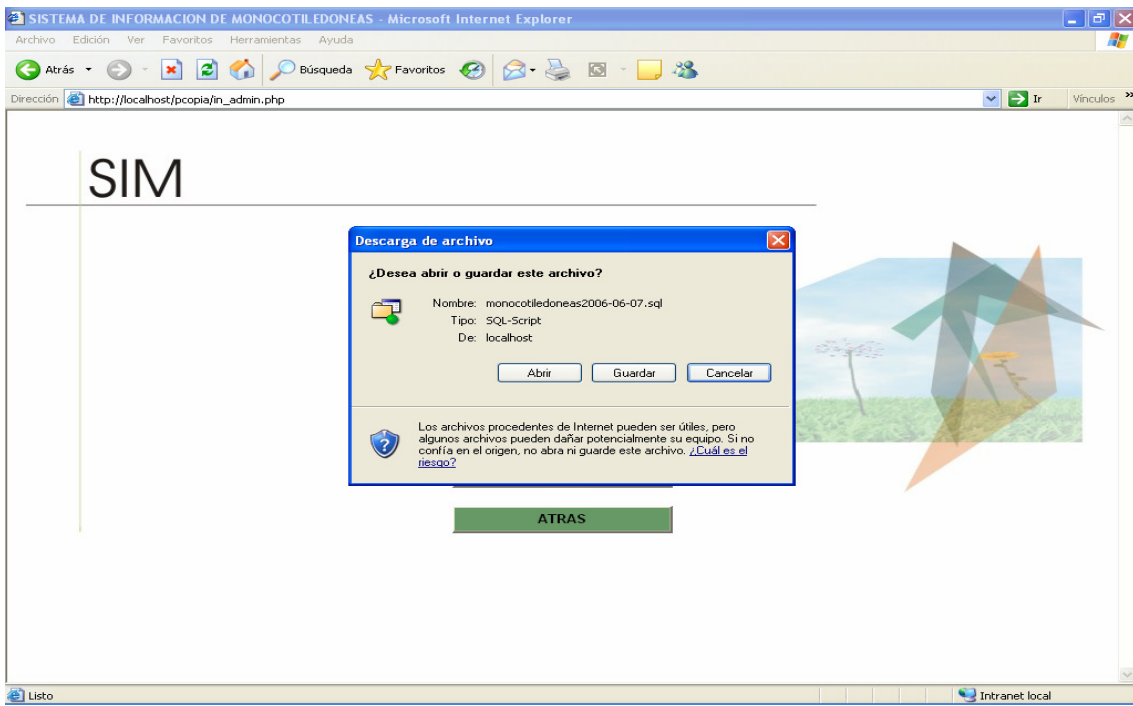 SISTEMA DE INFORMACION DE MONOCOTILEDONEAS - Microsoft Internet Explorer
Archivo Edición Ver Favoritos Herramientas Ayuda
Atrás Búsqueda Favoritos
Dirección http://localhost/pcopia/in_admin.php Ir Vínculos »
SIM
Descarga de archivo
¿Desea abrir o guardar este archivo?
Nombre: monocotiledoneas2006-06-07.sql
Tipo: SQL-Script
De: localhost
Abrir Guardar Cancelar
Los archivos procedentes de Internet pueden ser útiles, pero
algunos archivos pueden dañar potencialmente su equipo. Si no
confía en el origen, no abra ni guarde este archivo. ¿Cuál es el
riesgo?
ATRAS
Listo Intranet local